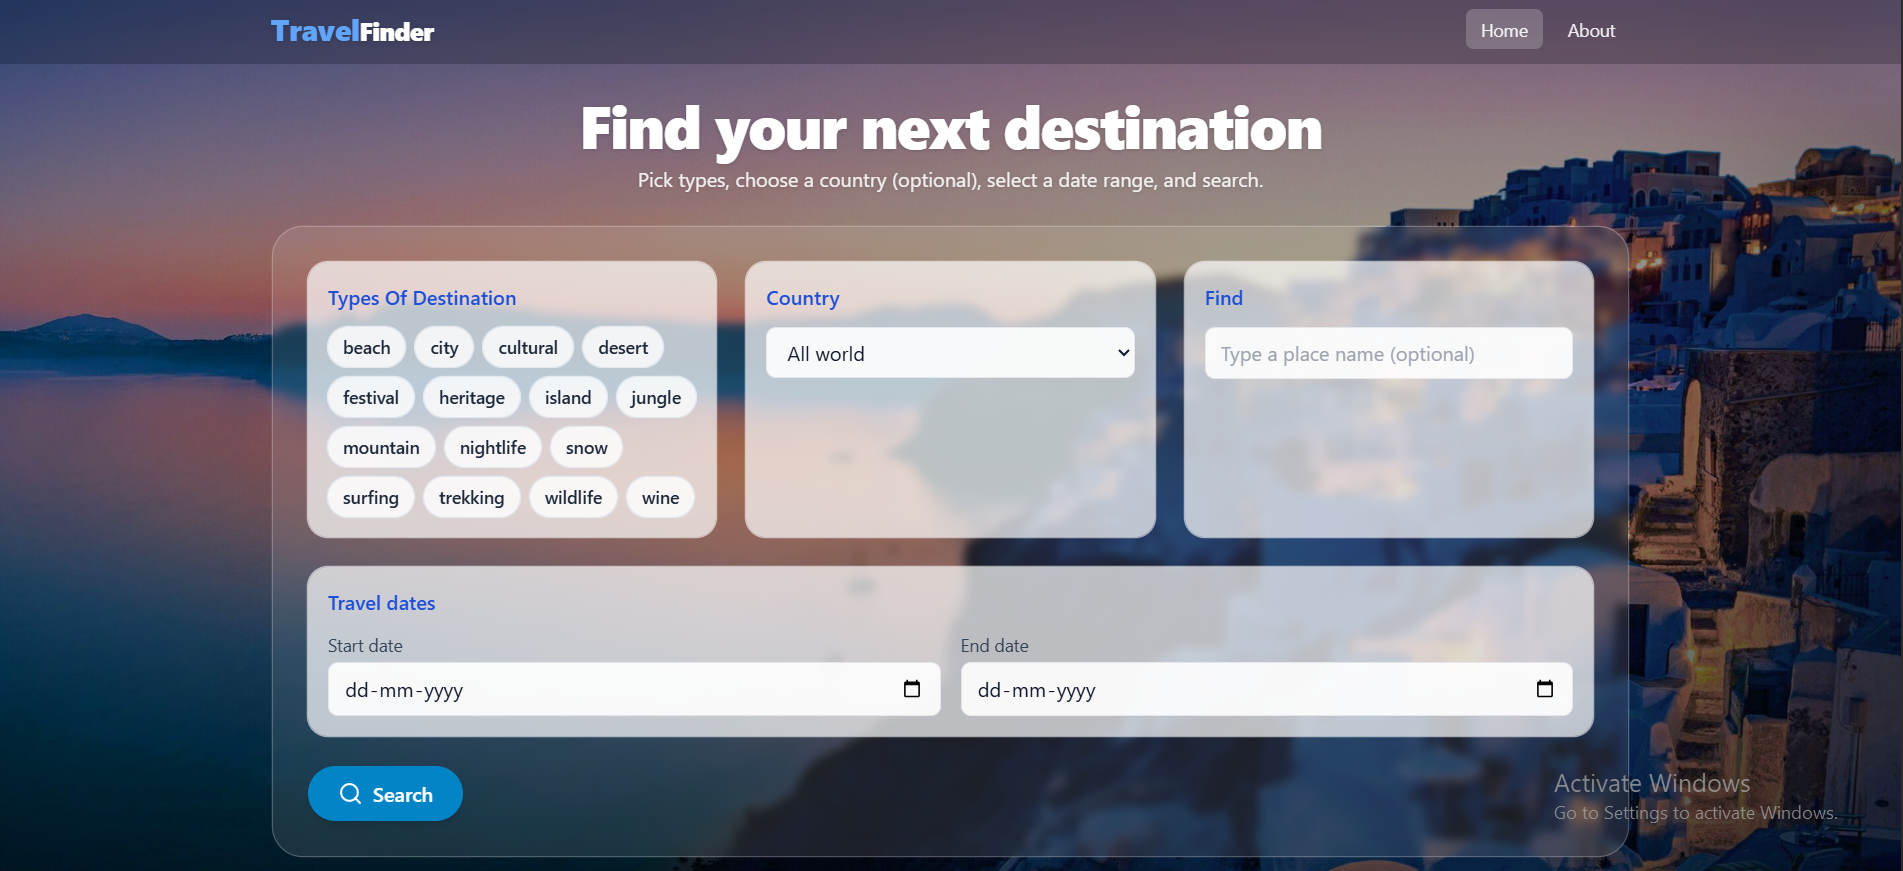 TravelFinder
Home
About
Find your next destination
Pick types, choose a country (optional), select a date range, and search.
Types Of Destination
beach
city
cultural
desert
festival
heritage
island
jungle
mountain
nightlife
snow
surfing
trekking
wildlife
wine
Country
All world
Find
Type a place name (optional)
Travel dates
Start date
dd-mm-yyyy
End date
dd-mm-yyyy
Search
Activate Windows
Go to Settings to activate Windows.